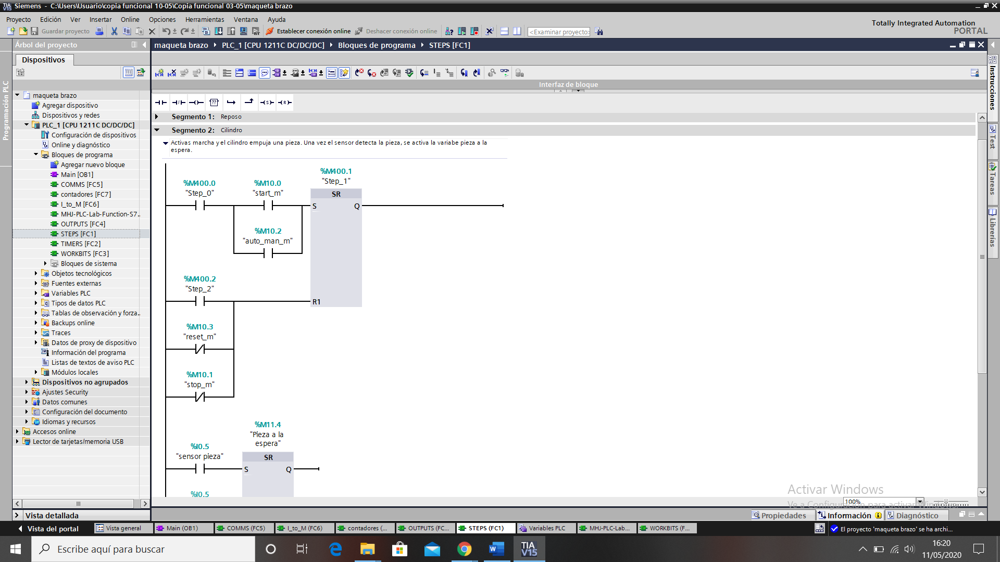 Siemens - C:\Users\Usuario\copia funcional 10-05\Copia funcional 03-05\maqueta brazo
Proyecto Edición Ver Insertar Online Opciones Herramientas Ventana Ayuda
Guardar proyecto
Establecer conexión online
Deshacer conexión online
<Examinar proyecto>
Totally Integrated Automation
PORTAL
Árbol del proyecto
maqueta brazo PLC_1 [CPU 1211C DC/DC/DC] Bloques de programa STEPS [FC1]
Dispositivos
Programación PLC
maqueta brazo
Agregar dispositivo
Dispositivos y redes
PLC_1 [CPU 1211C DC/DC/DC]
Configuración de dispositivos
Online y diagnóstico
Bloques de programa
Agregar nuevo bloque
Main [OB1]
COMMS [FC5]
contadores [FC7]
I_to_M [FC6]
MHJ-PLC-Lab-Function-S7..
OUTPUTS [FC4]
STEPS [FC1]
TIMERS [FC2]
WORKBITS [FC3]
Bloques de sistema
Objetos tecnológicos
Fuentes externas
Variables PLC
Tipos de datos PLC
Tablas de observación y forza..
Backups online
Traces
Datos de proxy de dispositivo
Información del programa
Listas de textos de aviso PLC
Módulos locales
Dispositivos no agrupados
Ajustes Security
Datos comunes
Configuración del documento
Idiomas y recursos
Accesos online
Lector de tarjetas/memoria USB
Vista detallada
Interfaz de bloque
Segmento 1: Reposo
Segmento 2: Cilindro
Activas marcha y el cilindro empuja una pieza. Una vez el sensor detecta la pieza, se activa la variabe pieza a la
espera.
%M400.1
"Step_1"
%M400.0
"Step_0"
%M10.0
"start_m"
SR
S Q
%M10.2
"auto_man_m"
%M400.2
"Step_2"
R1
%M10.3
"reset_m"
%M10.1
"stop_m"
%M11.4
"Pieza a la
espera"
%I0.5
"sensor pieza"
SR
S Q
%I0.5
Instrucciones
Test
Tareas
Librerías
Activar Windows
Ve a Configuración para activar Windows.
100%
Propiedades Información Diagnóstico
Vista del portal
Vista general
Main (OB1)
COMMS (FC5)
I_to_M (FC6)
contadores (...
OUTPUTS (FC...
STEPS (FC1)
Variables PLC
MHJ-PLC-Lab...
WORKBITS (F...
El proyecto 'maqueta brazo' se ha archi...
Escribe aquí para buscar
TIA
V15
16:20
11/05/2020